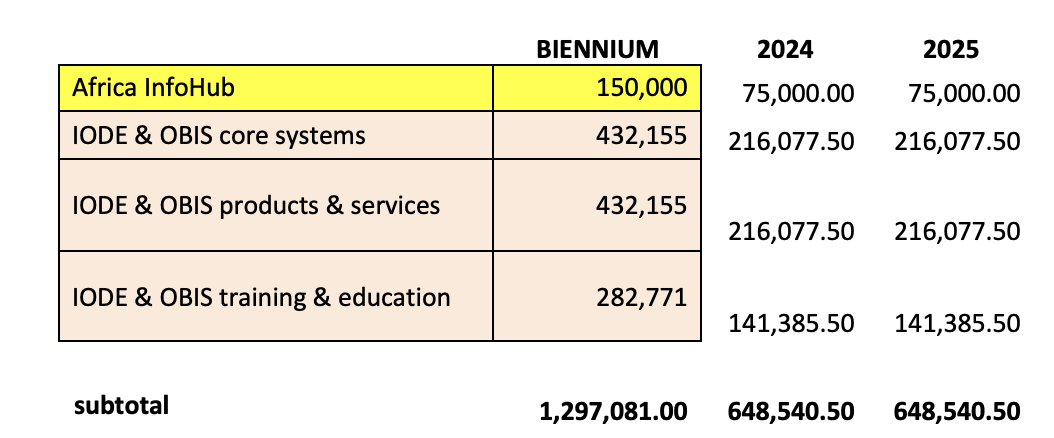 BIENNIUM 2024 2025
Africa InfoHub 150,000 75,000.00 75,000.00
IODE & OBIS core systems 432,155 216,077.50 216,077.50
IODE & OBIS products & services 432,155 216,077.50 216,077.50
IODE & OBIS training & education 282,771 141,385.50 141,385.50
subtotal 1,297,081.00 648,540.50 648,540.50